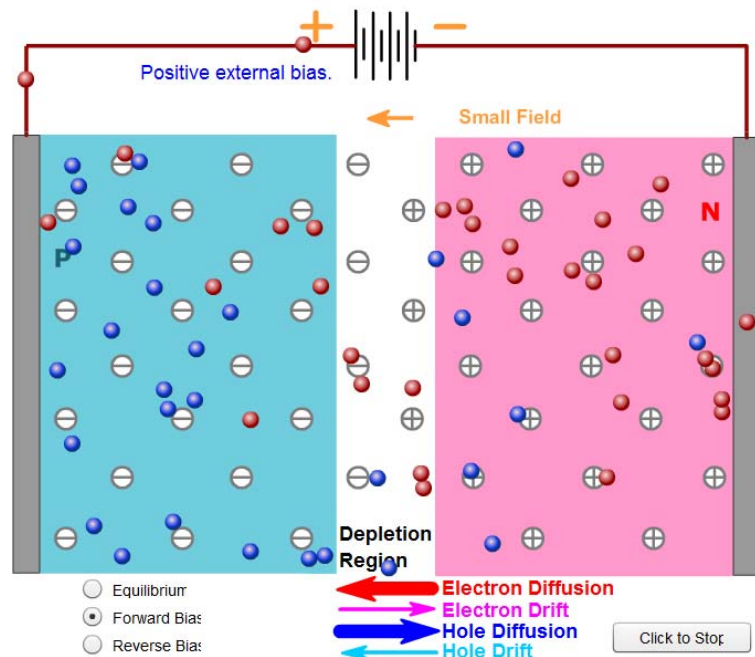 + −
Positive external bias.
Small Field
N
P
Depletion
Region
Electron Diffusion
Electron Drift
Hole Diffusion
Hole Drift
Equilibrium
Forward Bias
Reverse Bias
Click to Stop